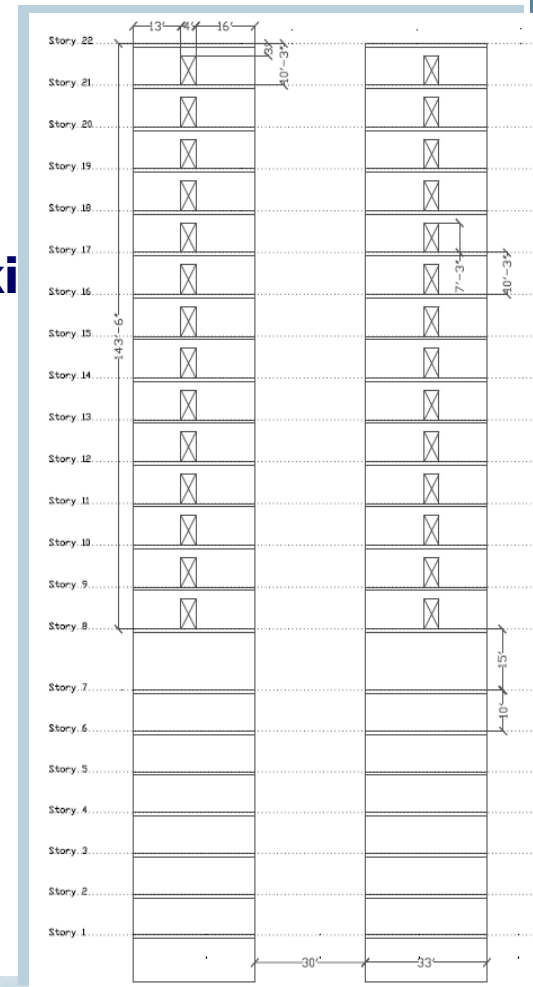 13' 4' 16'
Story 22
3' 10'-3"
Story 21
Story 20
Story 19
Story 18
Story 17
7'-3" 10'-3"
ki
Story 16
143'-6"
Story 15
Story 14
Story 13
Story 12
Story 11
Story 10
Story 9
Story 8
15'
Story 7
10'
Story 6
Story 5
Story 4
Story 3
Story 2
Story 1
30' 33'